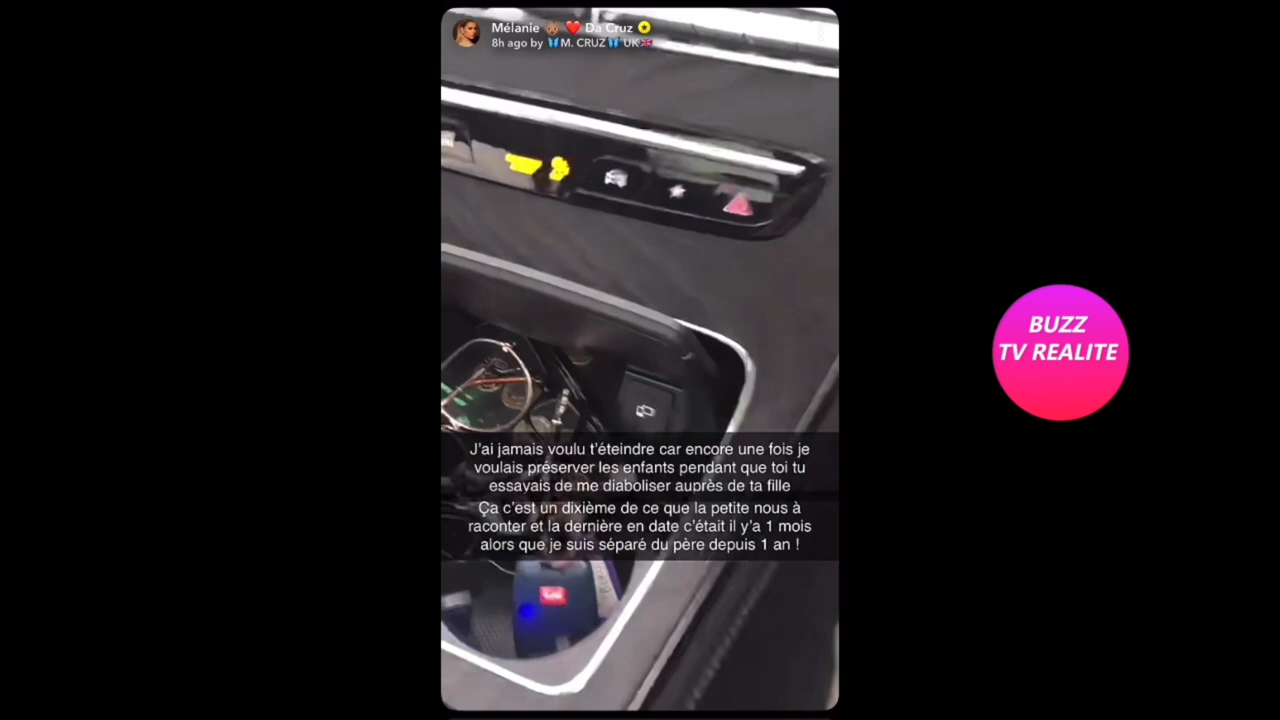 Mélanie Da Cruz
8h ago by M. CRUZ UK
J'ai jamais voulu t'éteindre car encore une fois je
voulais préserver les enfants pendant que toi tu
essayais de me diaboliser auprès de ta fille
Ça c'est un dixième de ce que la petite nous à
raconter et la dernière en date c'était il y'a 1 mois
alors que je suis séparé du père depuis 1 an !
BUZZ
TV REALITE